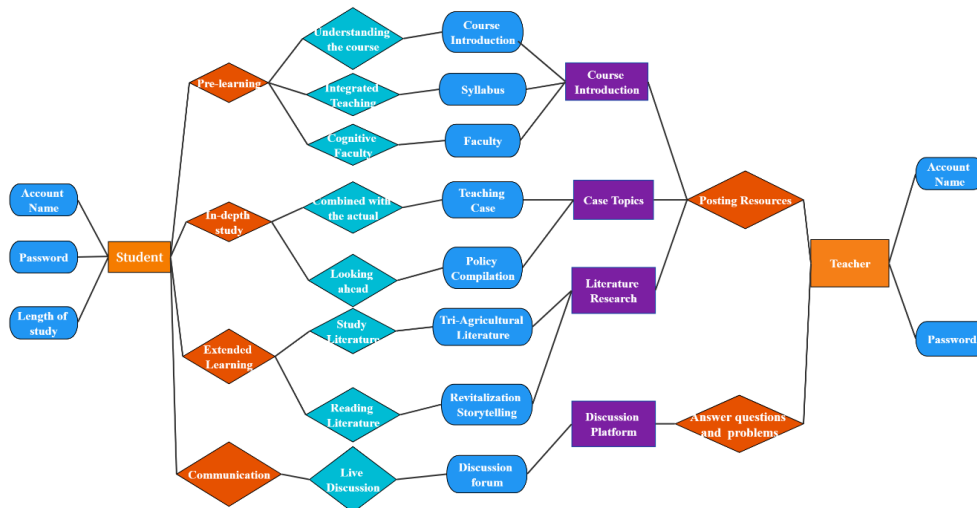 Understanding
the course
Course
Introduction
Pre-learning
Integrated
Teaching
Syllabus
Course
Introduction
Cognitive
Faculty
Faculty
Account
Name
Combined with
the actual
Teaching
Case
Case Topics
Posting Resources
Account
Name
In-depth
study
Password
Student
Looking
ahead
Policy
Compilation
Literature
Research
Teacher
Length of
study
Study
Literature
Tri-Agricultural
Literature
Extended
Learning
Password
Reading
Literature
Revitalization
Storytelling
Discussion
Platform
Answer questions
and problems
Communication
Live
Discussion
Discussion
forum